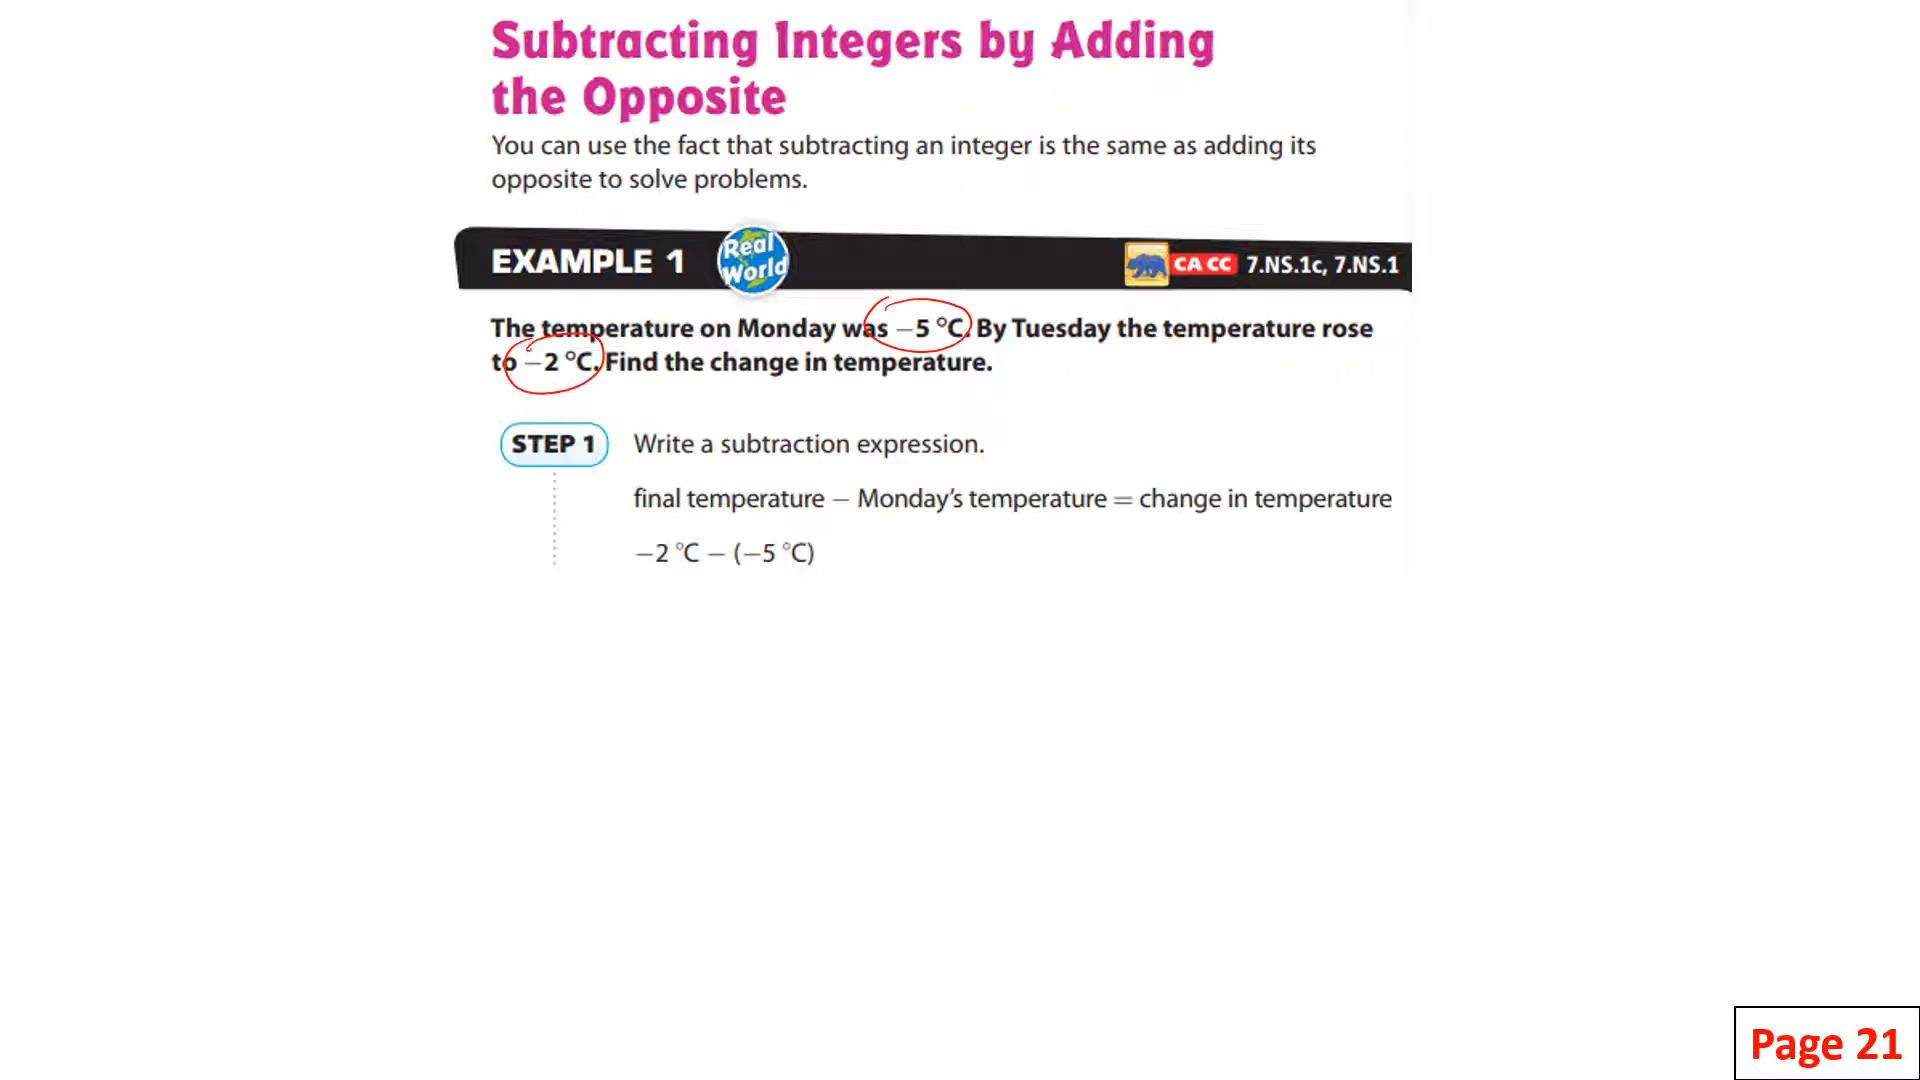 Subtracting Integers by Adding
the Opposite
You can use the fact that subtracting an integer is the same as adding its
opposite to solve problems.
EXAMPLE 1 Real World CA CC 7.NS.1c, 7.NS.1
The temperature on Monday was −5 °C. By Tuesday the temperature rose
to −2 °C. Find the change in temperature.
STEP 1 Write a subtraction expression.
final temperature − Monday’s temperature = change in temperature
−2 °C − (−5 °C)
Page 21